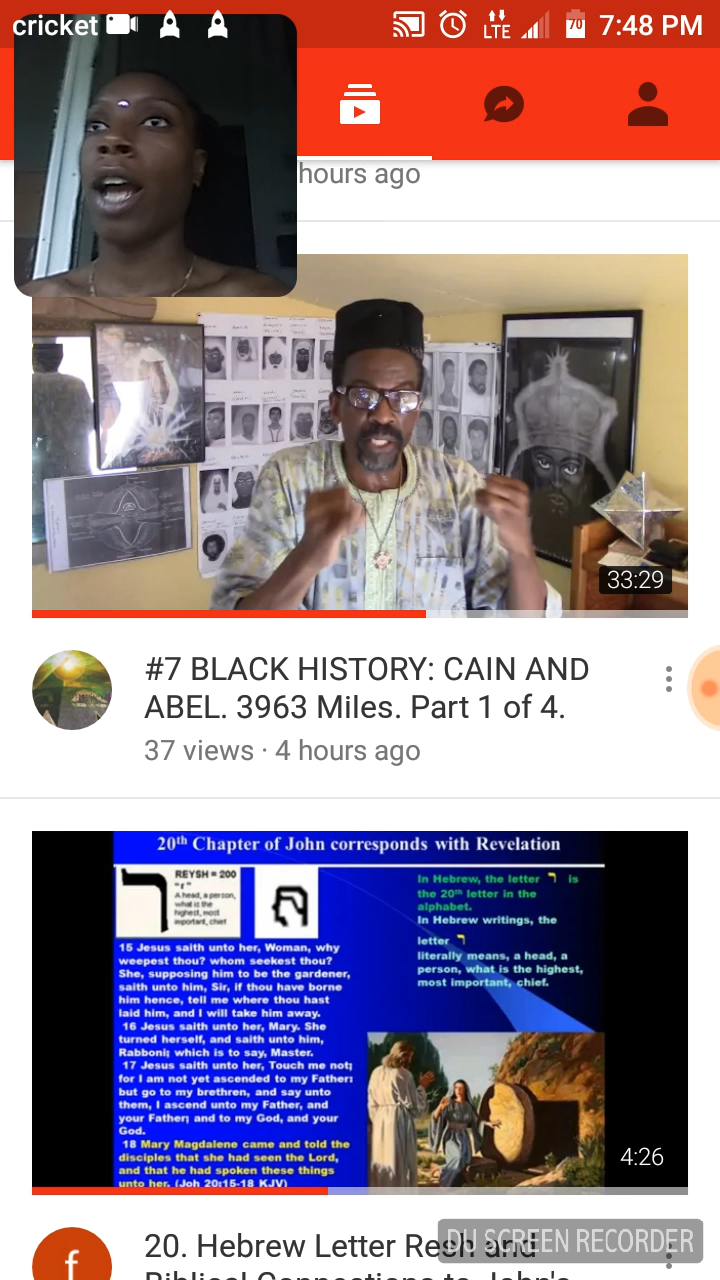 cricket
LTE
70
7:48 PM
hours ago
33:29
#7 BLACK HISTORY: CAIN AND
ABEL. 3963 Miles. Part 1 of 4.
37 views · 4 hours ago
20th Chapter of John corresponds with Revelation
REYSH = 200
"r"
A head, a person,
what is the
highest, most
important, chief
ר
In Hebrew, the letter ר is
the 20th letter in the
alphabet.
In Hebrew writings, the
letter ר
literally means, a head, a
person, what is the highest,
most important, chief.
15 Jesus saith unto her, Woman, why
weepest thou? whom seekest thou?
She, supposing him to be the gardener,
saith unto him, Sir, if thou have borne
him hence, tell me where thou hast
laid him, and I will take him away.
16 Jesus saith unto her, Mary. She
turned herself, and saith unto him,
Rabboni; which is to say, Master.
17 Jesus saith unto her, Touch me not;
for I am not yet ascended to my Father:
but go to my brethren, and say unto
them, I ascend unto my Father, and
your Father; and to my God, and your
God.
18 Mary Magdalene came and told the
disciples that she had seen the Lord,
and that he had spoken these things
unto her. (Joh 20:15-18 KJV)
4:26
f
20. Hebrew Letter Resh and
Biblical Connections to John's
DU SCREEN RECORDER